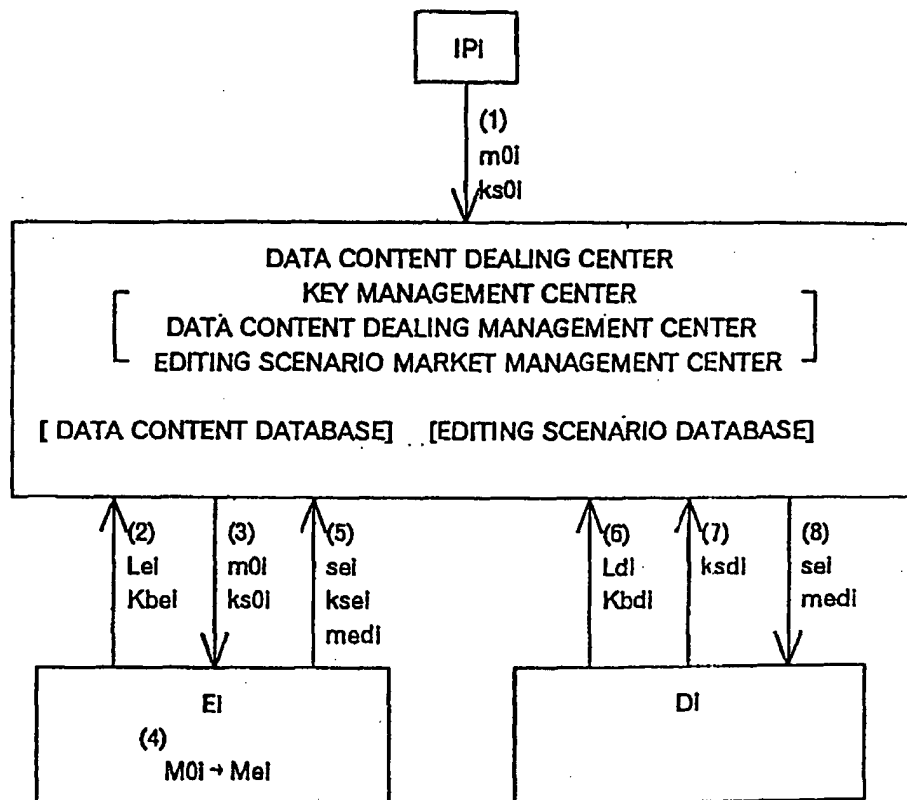 IPi
(1)
m0i
ks0i
DATA CONTENT DEALING CENTER
KEY MANAGEMENT CENTER
DATA CONTENT DEALING MANAGEMENT CENTER
EDITING SCENARIO MARKET MANAGEMENT CENTER
[ DATA CONTENT DATABASE] [EDITING SCENARIO DATABASE]
(2)
Lei
Kbei
(3)
m0i
ks0i
(5)
sei
ksei
medi
(6)
Ldi
Kbdi
(7)
ksdi
(8)
sei
medi
Ei
(4)
M0i → Mei
Di